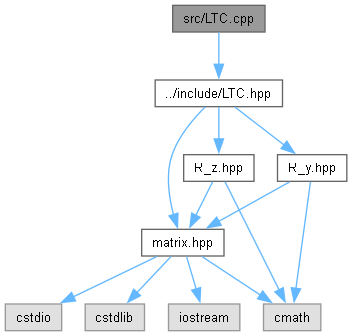 src/LTC.cpp
../include/LTC.hpp
R_z.hpp
R_y.hpp
matrix.hpp
cstdio
cstdlib
iostream
cmath